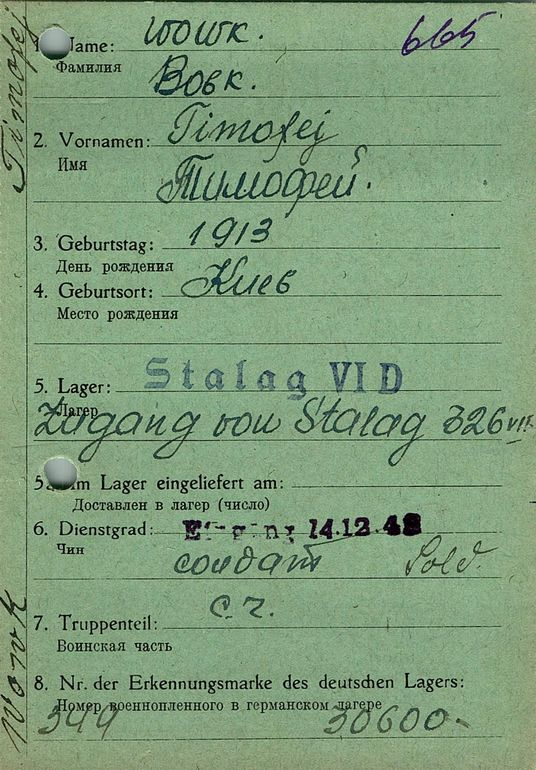 665
Timofej
Wowk
1. Name: Wowk.
Фамилия Вовк.
2. Vornamen: Timofej
Имя
Тимофей.
3. Geburtstag: 1913
День рождения
4. Geburtsort: Киев
Место рождения
5. Lager: Stalag VI D
Лагер
Zugang von Stalag 326
5a. Im Lager eingeliefert am:
Доставлен в лагер (число)
6. Dienstgrad: 14.12.42
Чин
солдат Sold.
7. Truppenteil: с. ч.
Воинская часть
8. Nr. der Erkennungsmarke des deutschen Lagers:
Номер военнопленного в германском лагере
30600-